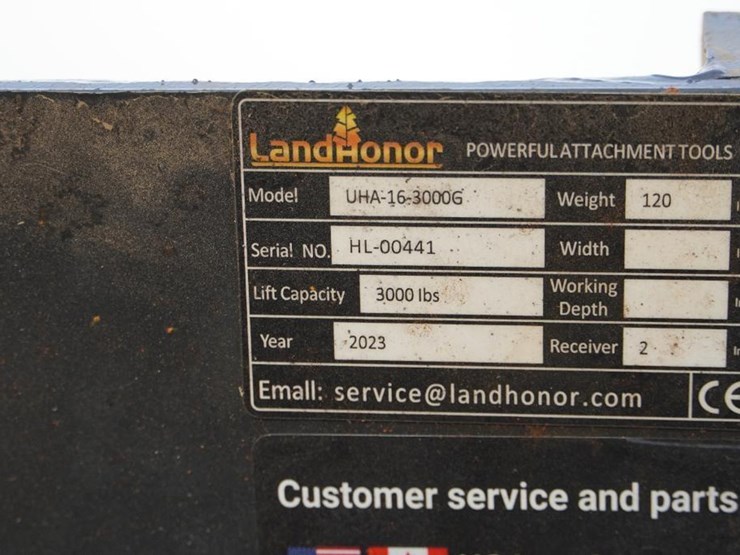 LandHonor POWERFUL ATTACHMENT TOOLS
Model UHA-16-3000G Weight 120
Serial NO. HL-00441 Width
Lift Capacity 3000 lbs Working Depth
Year 2023 Receiver 2
Email: service@landhonor.com CE
Customer service and parts